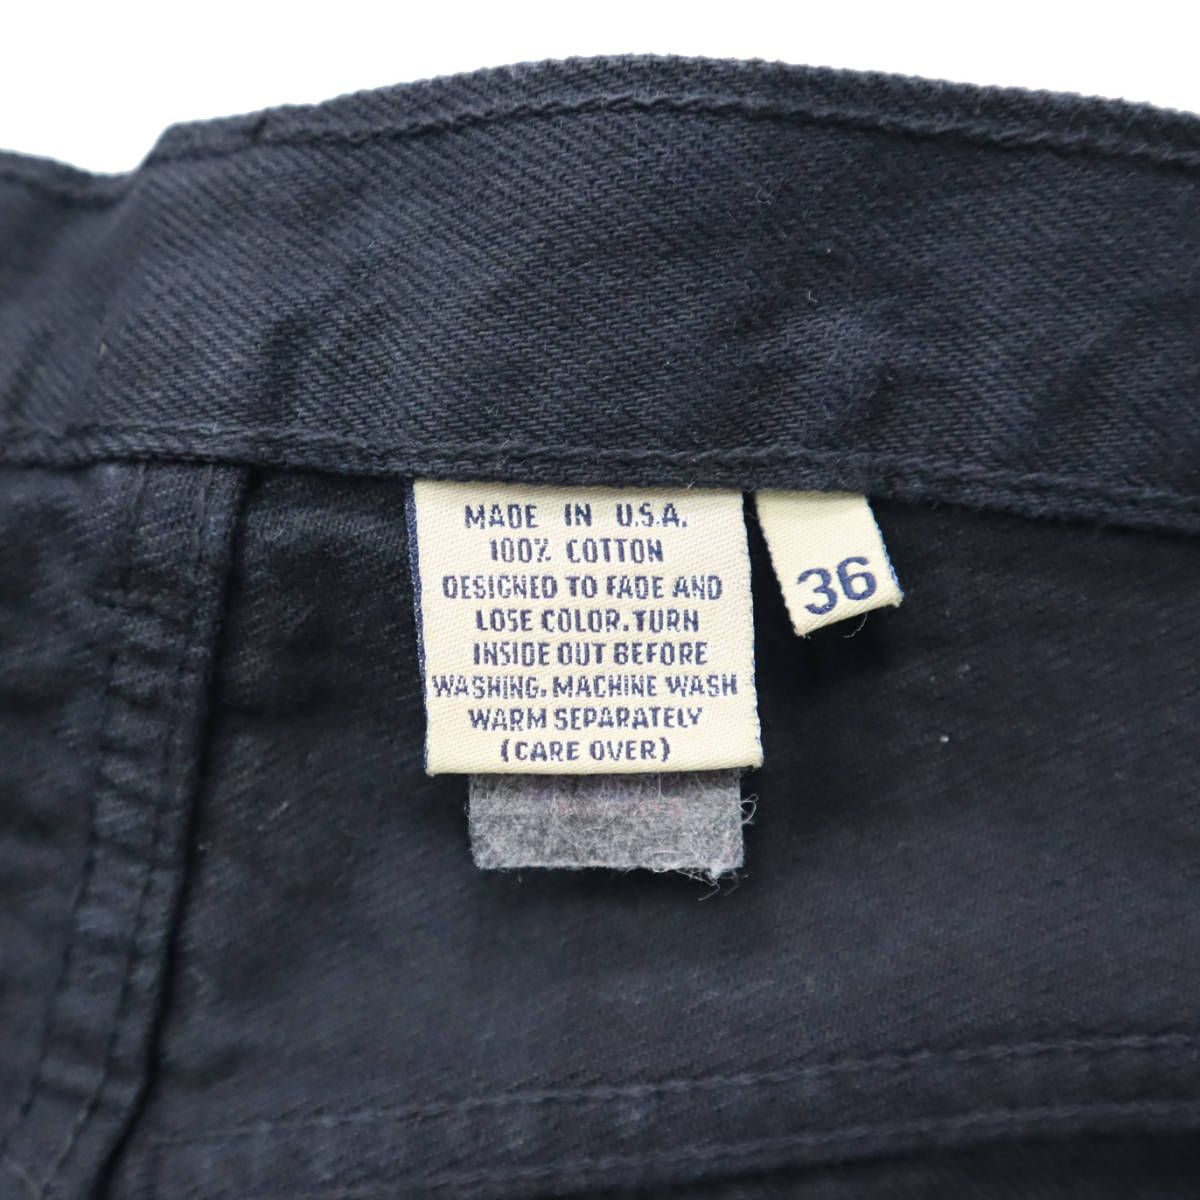 MADE IN U.S.A.
100% COTTON
DESIGNED TO FADE AND
LOSE COLOR. TURN
INSIDE OUT BEFORE
WASHING. MACHINE WASH
WARM SEPARATELY
(CARE OVER)
36